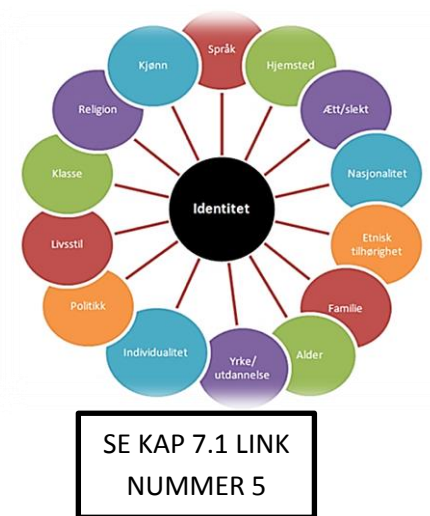 Språk
Hjemsted
Ætt/slekt
Nasjonalitet
Etnisk
tilhørighet
Familie
Alder
Yrke/
utdannelse
Individualitet
Politikk
Livsstil
Klasse
Religion
Kjønn
Identitet
SE KAP 7.1 LINK
NUMMER 5